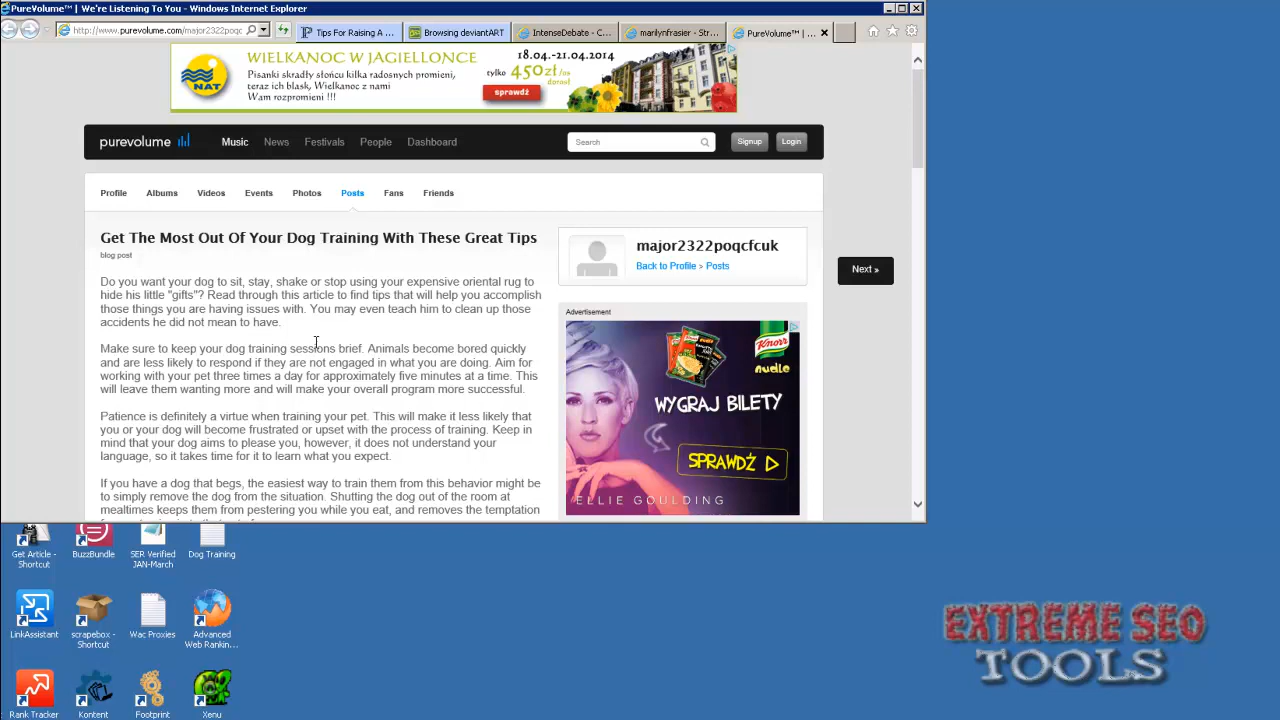 PureVolume™ | We're Listening To You - Windows Internet Explorer
http://www.purevolume.com/major2322poqc
Tips For Raising A ...
Browsing deviantART
IntenseDebate - C...
marilynfrasier - Str...
PureVolume™ | ...
NAT
WIELKANOC W JAGIELLONCE
Pisanki skradły słońcu kilka radosnych promieni,
teraz ich blask, Wielkanoc z nami
Wam rozpromieni !!!
18.04.-21.04.2014
tylko 450zł/os
dorosł
sprawdź
purevolume
Music
News
Festivals
People
Dashboard
Search
Signup
Login
Profile
Albums
Videos
Events
Photos
Posts
Fans
Friends
Get The Most Out Of Your Dog Training With These Great Tips
blog post
Do you want your dog to sit, stay, shake or stop using your expensive oriental rug to
hide his little "gifts"? Read through this article to find tips that will help you accomplish
those things you are having issues with. You may even teach him to clean up those
accidents he did not mean to have.
Make sure to keep your dog training sessions brief. Animals become bored quickly
and are less likely to respond if they are not engaged in what you are doing. Aim for
working with your pet three times a day for approximately five minutes at a time. This
will leave them wanting more and will make your overall program more successful.
Patience is definitely a virtue when training your pet. This will make it less likely that
you or your dog will become frustrated or upset with the process of training. Keep in
mind that your dog aims to please you, however, it does not understand your
language, so it takes time for it to learn what you expect.
If you have a dog that begs, the easiest way to train them from this behavior might be
to simply remove the dog from the situation. Shutting the dog out of the room at
mealtimes keeps them from pestering you while you eat, and removes the temptation
major2322poqcfcuk
Back to Profile > Posts
Next »
Advertisement
Knorr
nudle
WYGRAJ BILETY
SPRAWDŹ
ELLIE GOULDING
Get Article -
Shortcut
BuzzBundle
SER Verified
JAN-March
Dog Training
LinkAssistant
scrapebox -
Shortcut
Wac Proxies
Advanced
Web Rankin...
Rank Tracker
Kontent
Footprint
Xenu
EXTREME SEO
TOOLS